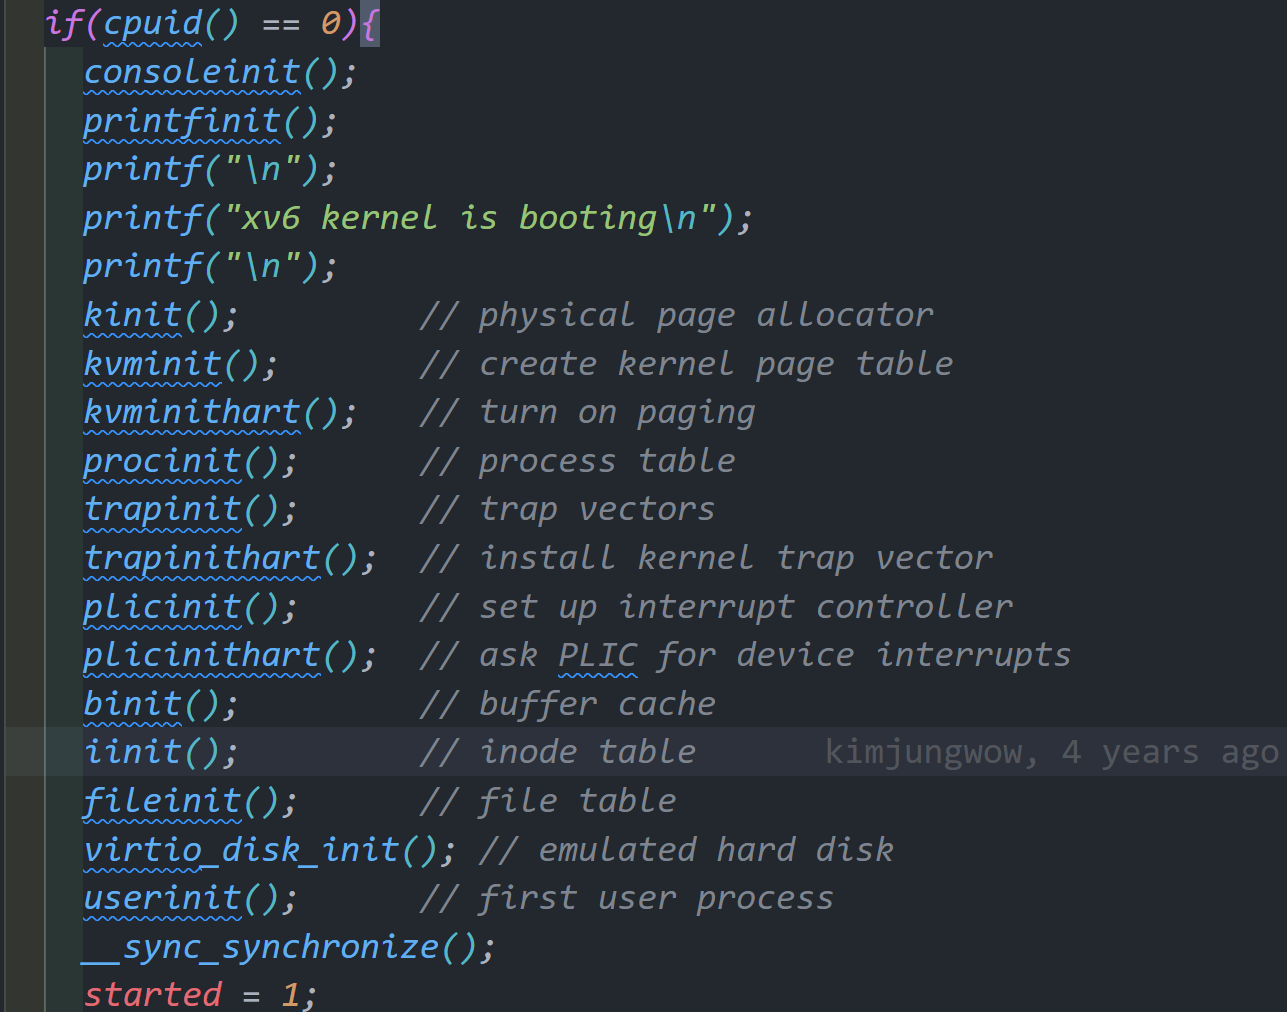 if(cpuid() == 0){
consoleinit();
printfinit();
printf("\n");
printf("xv6 kernel is booting\n");
printf("\n");
kinit();         // physical page allocator
kvminit();       // create kernel page table
kvminithart();   // turn on paging
procinit();      // process table
trapinit();      // trap vectors
trapinithart();  // install kernel trap vector
plicinit();      // set up interrupt controller
plicinithart();  // ask PLIC for device interrupts
binit();         // buffer cache
iinit();         // inode table kimjungwow, 4 years ago
fileinit();      // file table
virtio_disk_init(); // emulated hard disk
userinit();      // first user process
__sync_synchronize();
started = 1;